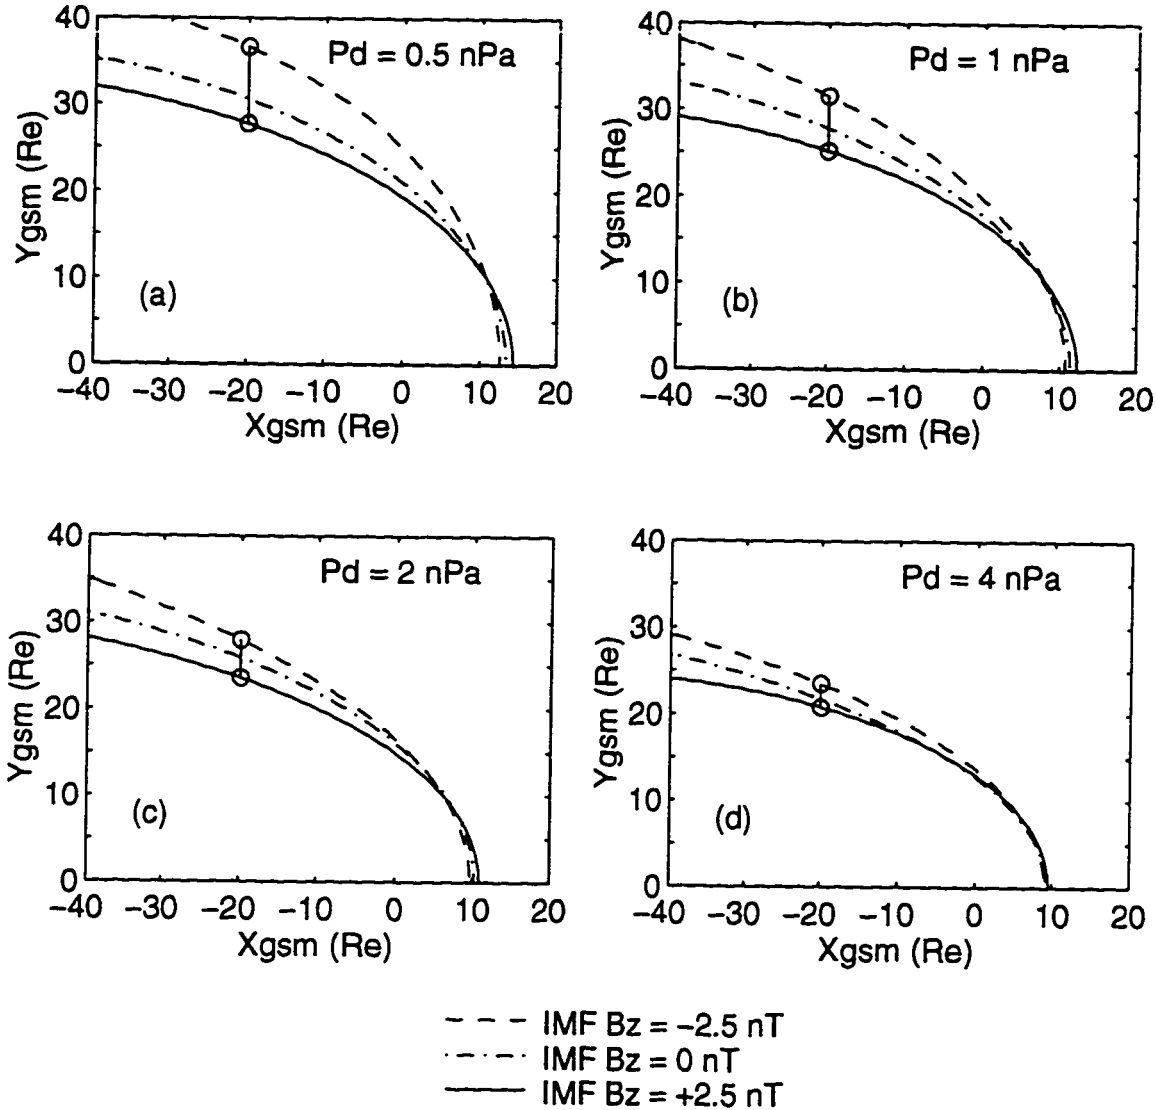 40
30
20
10
0
Ygsm (Re)
Pd = 0.5 nPa
(a)
−40 −30 −20 −10 0 10 20
Xgsm (Re)
40
30
20
10
0
Ygsm (Re)
Pd = 1 nPa
(b)
−40 −30 −20 −10 0 10 20
Xgsm (Re)
40
30
20
10
0
Ygsm (Re)
Pd = 2 nPa
(c)
−40 −30 −20 −10 0 10 20
Xgsm (Re)
40
30
20
10
0
Ygsm (Re)
Pd = 4 nPa
(d)
−40 −30 −20 −10 0 10 20
Xgsm (Re)
IMF Bz = −2.5 nT
IMF Bz = 0 nT
IMF Bz = +2.5 nT